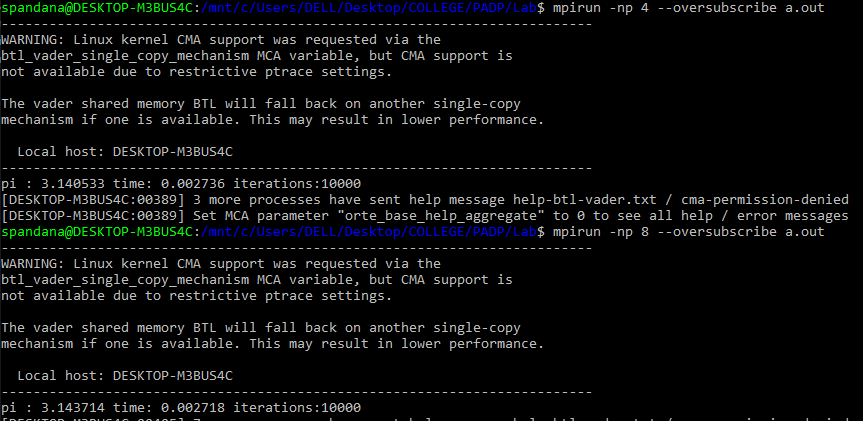 spandana@DESKTOP-M3BUS4C:/mnt/c/Users/DELL/Desktop/COLLEGE/PADP/Lab$ mpirun -np 4 --oversubscribe a.out
--------------------------------------------------------------------------
WARNING: Linux kernel CMA support was requested via the
btl_vader_single_copy_mechanism MCA variable, but CMA support is
not available due to restrictive ptrace settings.

The vader shared memory BTL will fall back on another single-copy
mechanism if one is available. This may result in lower performance.

  Local host: DESKTOP-M3BUS4C
--------------------------------------------------------------------------
pi : 3.140533 time: 0.002736 iterations:10000
[DESKTOP-M3BUS4C:00389] 3 more processes have sent help message help-btl-vader.txt / cma-permission-denied
[DESKTOP-M3BUS4C:00389] Set MCA parameter "orte_base_help_aggregate" to 0 to see all help / error messages
spandana@DESKTOP-M3BUS4C:/mnt/c/Users/DELL/Desktop/COLLEGE/PADP/Lab$ mpirun -np 8 --oversubscribe a.out
--------------------------------------------------------------------------
WARNING: Linux kernel CMA support was requested via the
btl_vader_single_copy_mechanism MCA variable, but CMA support is
not available due to restrictive ptrace settings.

The vader shared memory BTL will fall back on another single-copy
mechanism if one is available. This may result in lower performance.

  Local host: DESKTOP-M3BUS4C
--------------------------------------------------------------------------
pi : 3.143714 time: 0.002718 iterations:10000